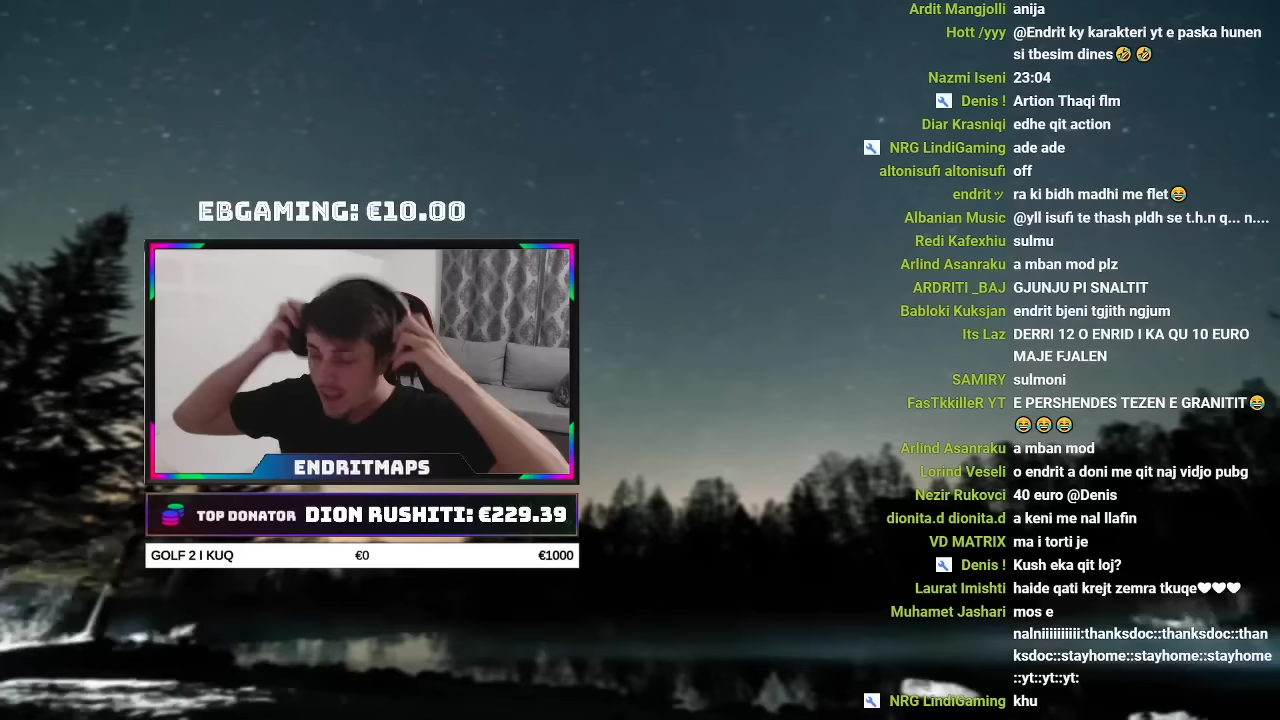 EBGAMING: €10.00
ENDRITMAPS
TOP DONATOR DION RUSHITI: €229.39
GOLF 2 I KUQ €0 €1000
Ardit Mangjolli anija
Hott /yyy @Endrit ky karakteri yt e paska hunen
si tbesim dines🤣 🤣
Nazmi Iseni 23:04
Denis ! Artion Thaqi flm
Diar Krasniqi edhe qit action
NRG LindiGaming ade ade
altonisufi altonisufi off
endritッ ra ki bidh madhi me flet😂
Albanian Music @yll isufi te thash pldh se t.h.n q... n....
Redi Kafexhiu sulmu
Arlind Asanraku a mban mod plz
ARDRITI _BAJ GJUNJU PI SNALTIT
Babloki Kuksjan endrit bjeni tgjith ngjum
Its Laz DERRI 12 O ENRID I KA QU 10 EURO
MAJE FJALEN
SAMIRY sulmoni
FasTkkilleR YT E PERSHENDES TEZEN E GRANITIT😂
😂 😂 😂
Arlind Asanraku a mban mod
Lorind Veseli o endrit a doni me qit naj vidjo pubg
Nezir Rukovci 40 euro @Denis
dionita.d dionita.d a keni me nal llafin
VD MATRIX ma i torti je
Denis ! Kush eka qit loj?
Laurat Imishti haide qati krejt zemra tkuqe🤍🤍🤍
Muhamet Jashari mos e
nalniiiiiiiiii:thanksdoc::thanksdoc::than
ksdoc::stayhome::stayhome::stayhome
::yt::yt::yt:
NRG LindiGaming khu